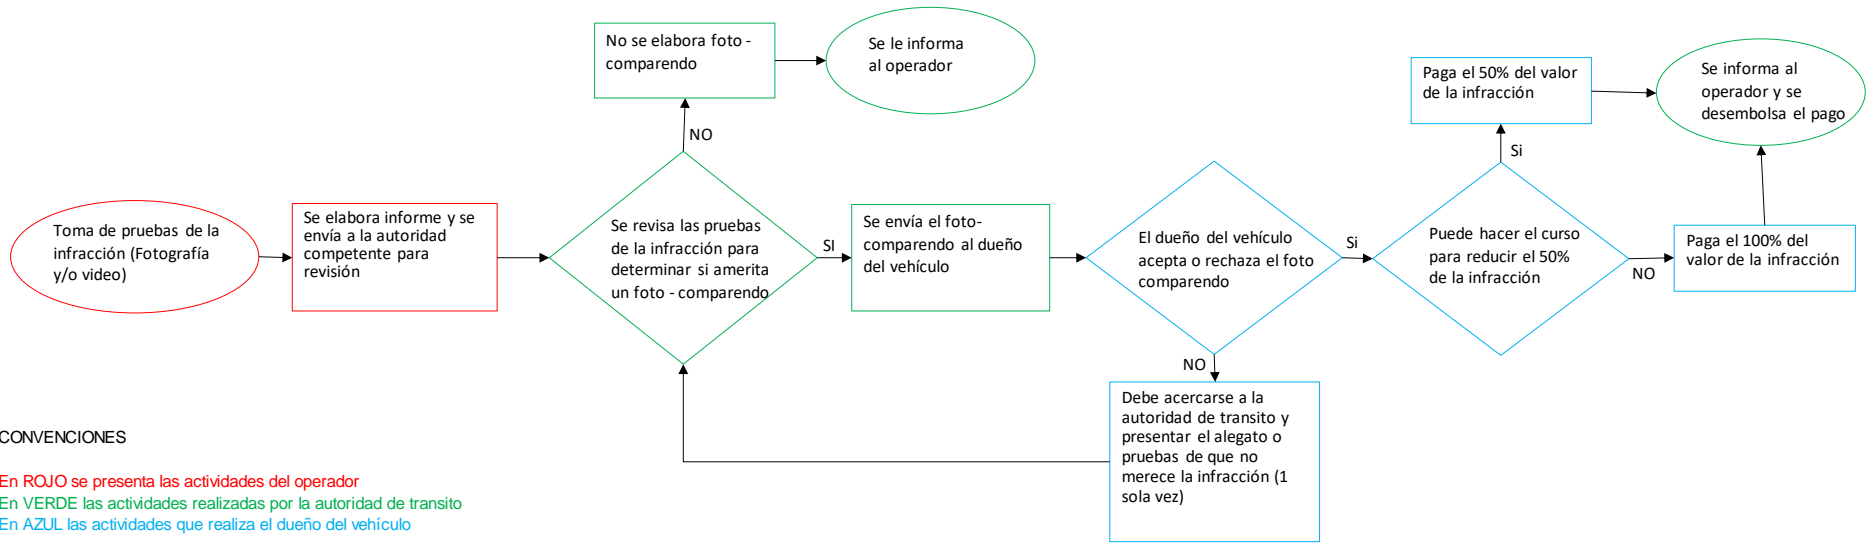 No se elabora foto -
comparendo
Se le informa
al operador
NO
Paga el 50% del valor
de la infracción
Se informa al
operador y se
desembolsa el pago
Si
Toma de pruebas de la
infracción (Fotografía
y/o video)
Se elabora informe y se
envía a la autoridad
competente para
revisión
Se revisa las pruebas
de la infracción para
determinar si amerita
un foto - comparendo
SI
Se envía el foto-
comparendo al dueño
del vehículo
El dueño del vehículo
acepta o rechaza el foto
comparendo
Si
Puede hacer el curso
para reducir el 50%
de la infracción
NO
Paga el 100% del
valor de la infracción
NO
Debe acercarse a la
autoridad de transito y
presentar el alegato o
pruebas de que no
merece la infracción (1
sola vez)
CONVENCIONES
En ROJO se presenta las actividades del operador
En VERDE las actividades realizadas por la autoridad de transito
En AZUL las actividades que realiza el dueño del vehículo